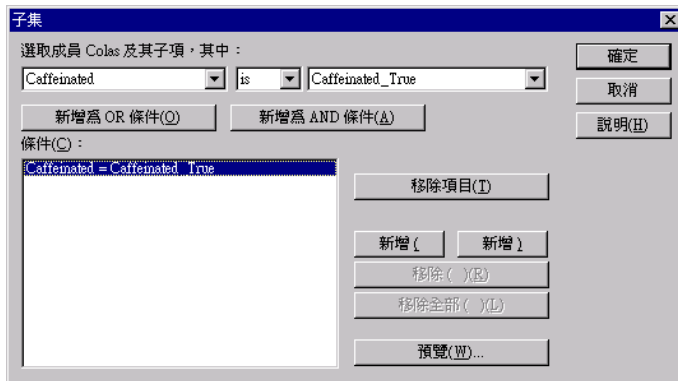 子集
選取成員 Colas 及其子項，其中：
Caffeinated is Caffeinated_True
確定
取消
說明(H)
新增為 OR 條件(O) 新增為 AND 條件(A)
條件(C)：
Caffeinated = Caffeinated_True
移除項目(T)
新增 ( 新增 )
移除 ( )(R)
移除全部 ( )(L)
預覽(W)...